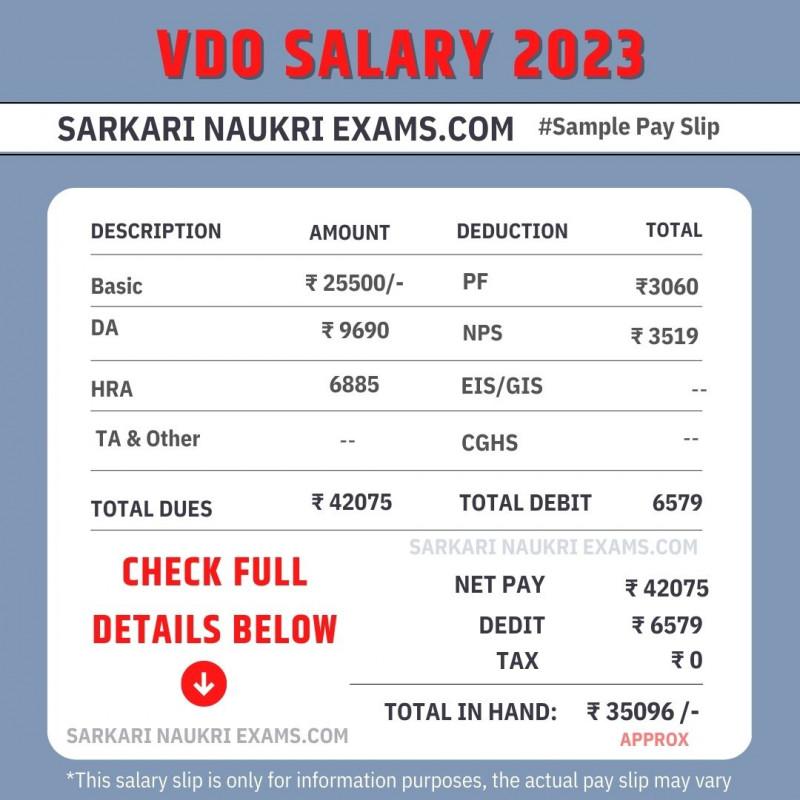 VDO SALARY 2023
SARKARI NAUKRI EXAMS.COM #Sample Pay Slip
DESCRIPTION AMOUNT DEDUCTION TOTAL
Basic ₹ 25500/- PF ₹3060
DA ₹ 9690 NPS ₹ 3519
HRA 6885 EIS/GIS --
TA & Other -- CGHS --
TOTAL DUES ₹ 42075 TOTAL DEBIT 6579
SARKARI NAUKRI EXAMS.COM
CHECK FULL
DETAILS BELOW
NET PAY ₹ 42075
DEDIT ₹ 6579
TAX ₹ 0
TOTAL IN HAND: ₹ 35096 /-
APPROX
SARKARI NAUKRI EXAMS.COM
*This salary slip is only for information purposes, the actual pay slip may vary